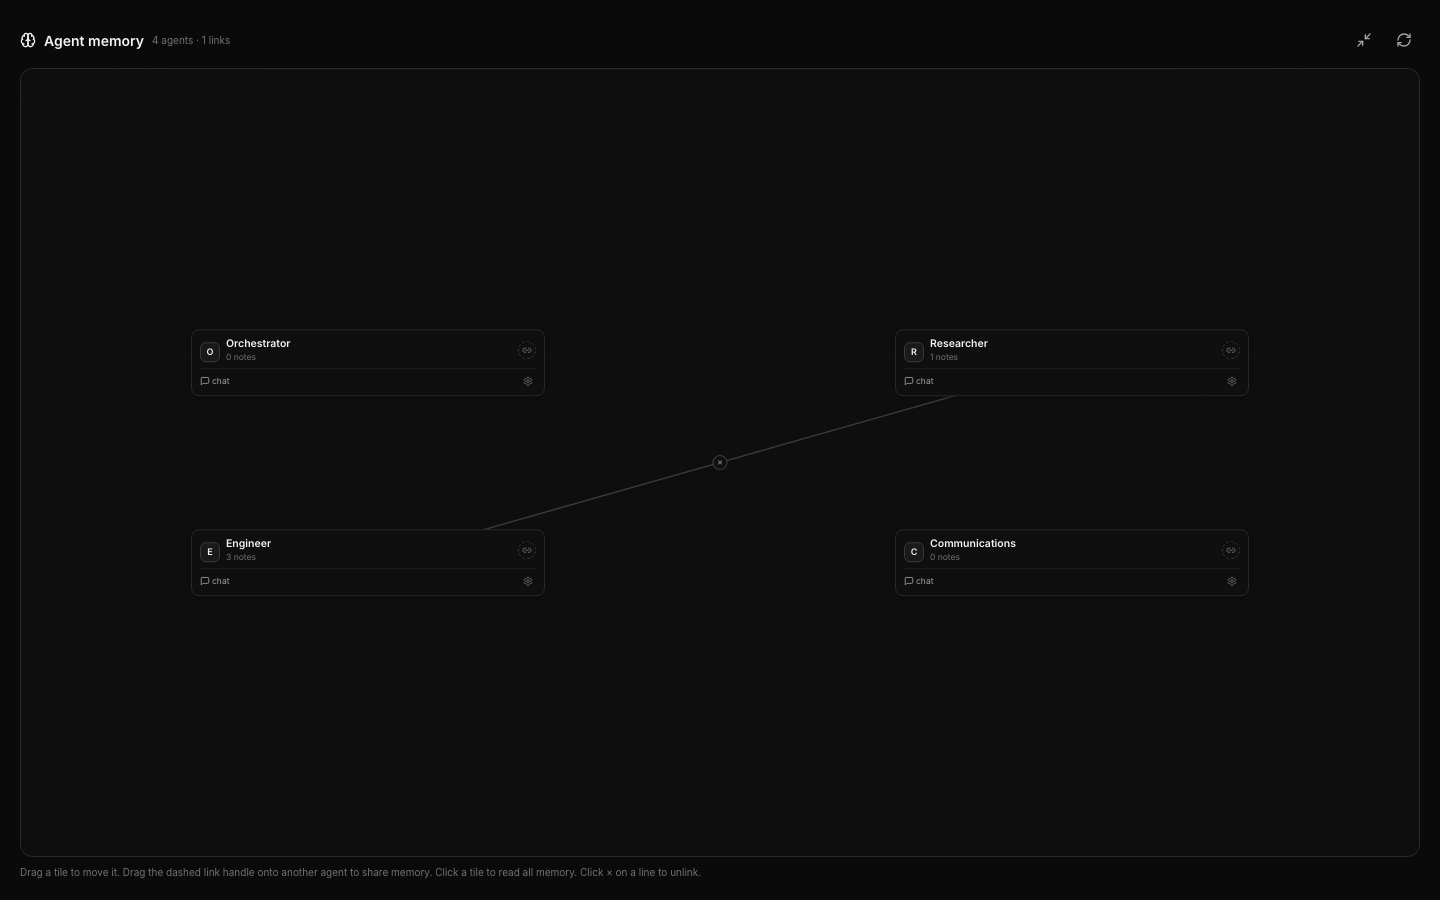 Agent memory 4 agents · 1 links
O Orchestrator
0 notes
chat
R Researcher
1 notes
chat
E Engineer
3 notes
chat
C Communications
0 notes
chat
Drag a tile to move it. Drag the dashed link handle onto another agent to share memory. Click a tile to read all memory. Click × on a line to unlink.